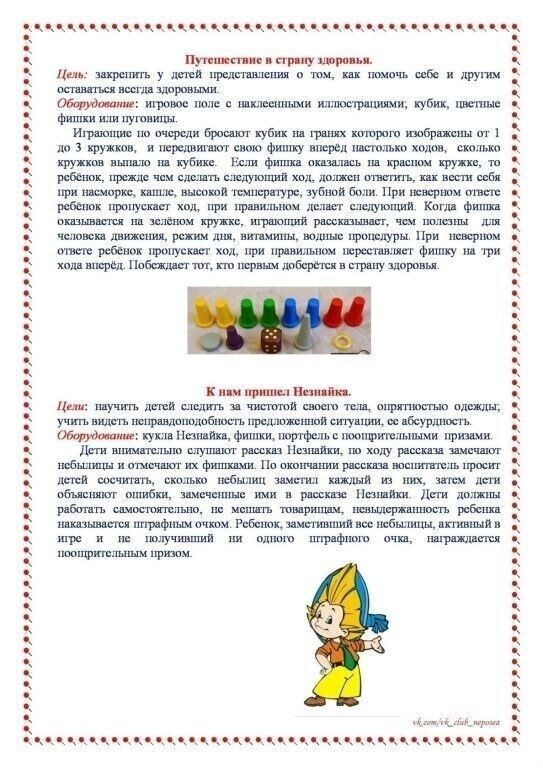 Путешествие в страну здоровья.
Цель: закрепить у детей представления о том, как помочь себе и другим
оставаться всегда здоровыми.
Оборудование: игровое поле с наклеенными иллюстрациями; кубик, цветные
фишки или пуговицы.
Играющие по очереди бросают кубик на гранях которого изображены от 1
до 3 кружков, и передвигают свою фишку вперёд настолько ходов, сколько
кружков выпало на кубике. Если фишка оказалась на красном кружке, то
ребёнок, прежде чем сделать следующий ход, должен ответить, как вести себя
при насморке, кашле, высокой температуре, зубной боли. При неверном ответе
ребёнок пропускает ход, при правильном делает следующий. Когда фишка
оказывается на зелёном кружке, играющий рассказывает, чем полезны для
человека движения, режим дня, витамины, водные процедуры. При неверном
ответе ребёнок пропускает ход, при правильном переставляет фишку на три
хода вперёд. Побеждает тот, кто первым доберётся в страну здоровья.
К нам пришел Незнайка.
Цели: научить детей следить за чистотой своего тела, опрятностью одежды;
учить видеть неправдоподобность предложенной ситуации, ее абсурдность.
Оборудование: кукла Незнайка, фишки, портфель с поощрительными призами.
Дети внимательно слушают рассказ Незнайки, по ходу рассказа замечают
небылицы и отмечают их фишками. По окончании рассказа воспитатель просит
детей сосчитать, сколько небылиц заметил каждый из них, затем дети
объясняют ошибки, замеченные ими в рассказе Незнайки. Дети должны
работать самостоятельно, не мешать товарищам, невыдержанность ребенка
наказывается штрафным очком. Ребенок, заметивший все небылицы, активный в
игре и не получивший ни одного штрафного очка, награждается
поощрительным призом.
vk.com/vk_club_neposed